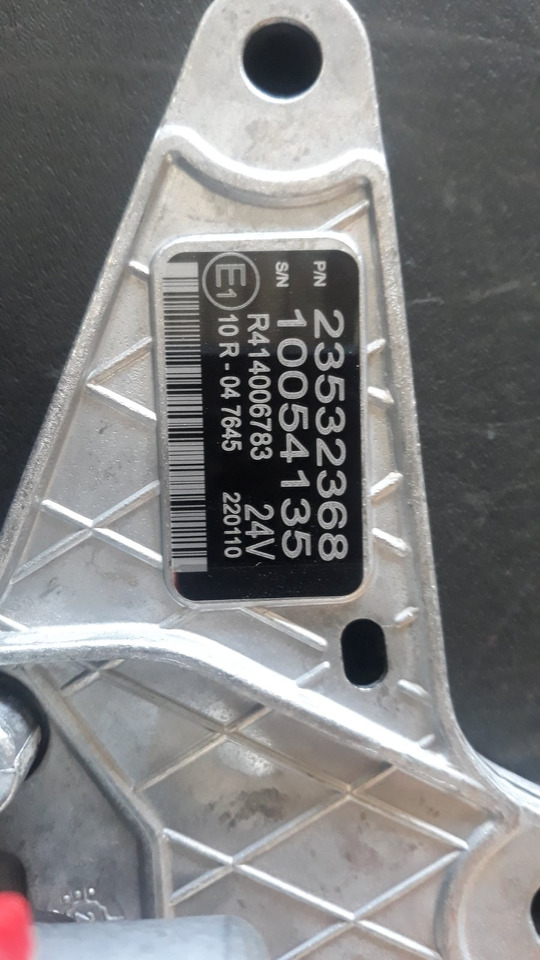 P/N 23532368
S/N 10054135
R414006783 24V
E1 10 R - 04 7645 220110